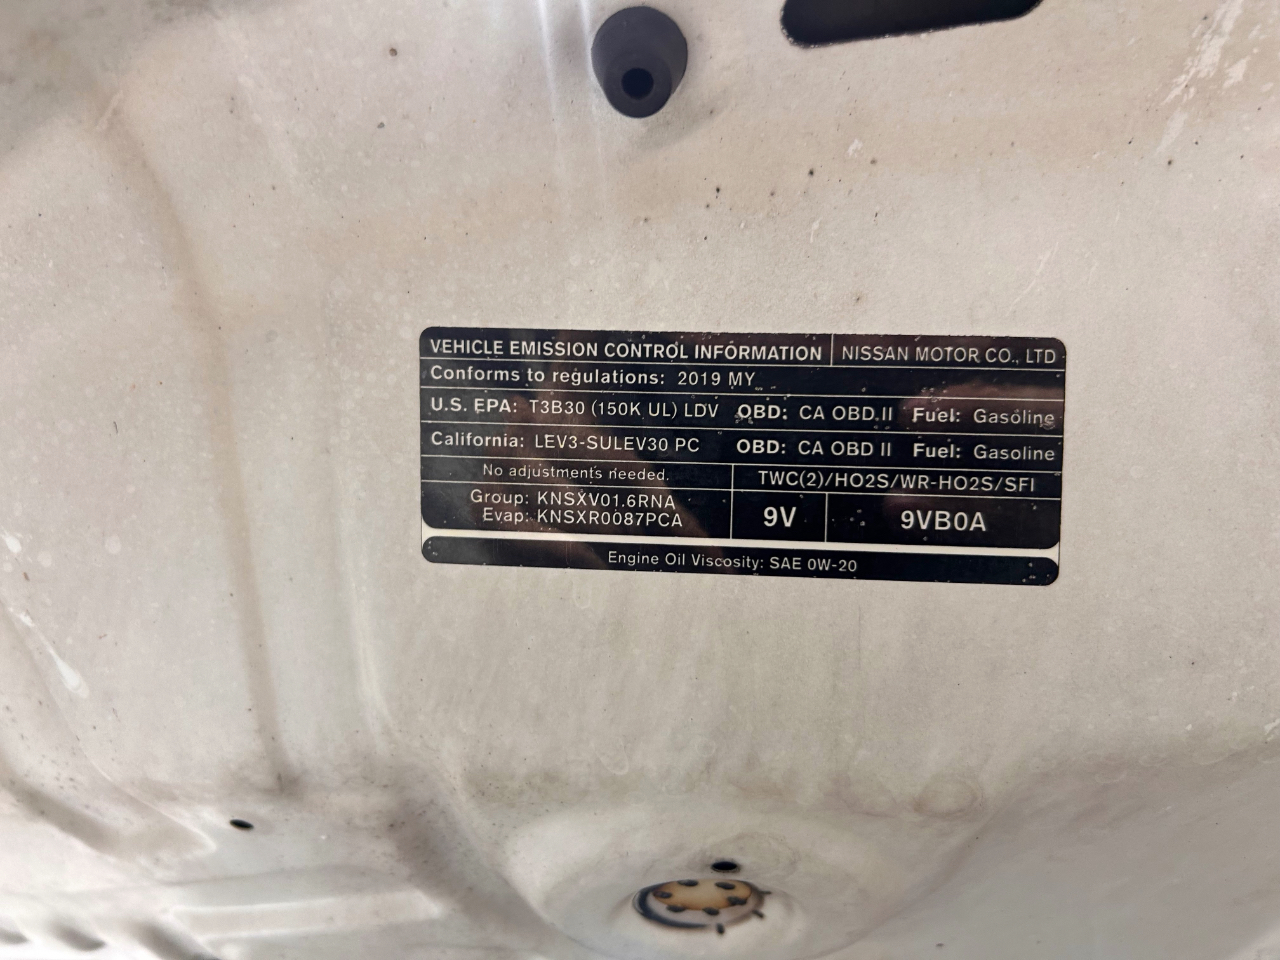 VEHICLE EMISSION CONTROL INFORMATION NISSAN MOTOR CO., LTD
Conforms to regulations: 2019 MY
U.S. EPA: T3B30 (150K UL) LDV OBD: CA OBD II Fuel: Gasoline
California: LEV3-SULEV30 PC OBD: CA OBD II Fuel: Gasoline
No adjustments needed. TWC(2)/HO2S/WR-HO2S/SFI
Group: KNSXV01.6RNA
Evap: KNSXR0087PCA
9V 9VB0A
Engine Oil Viscosity: SAE 0W-20